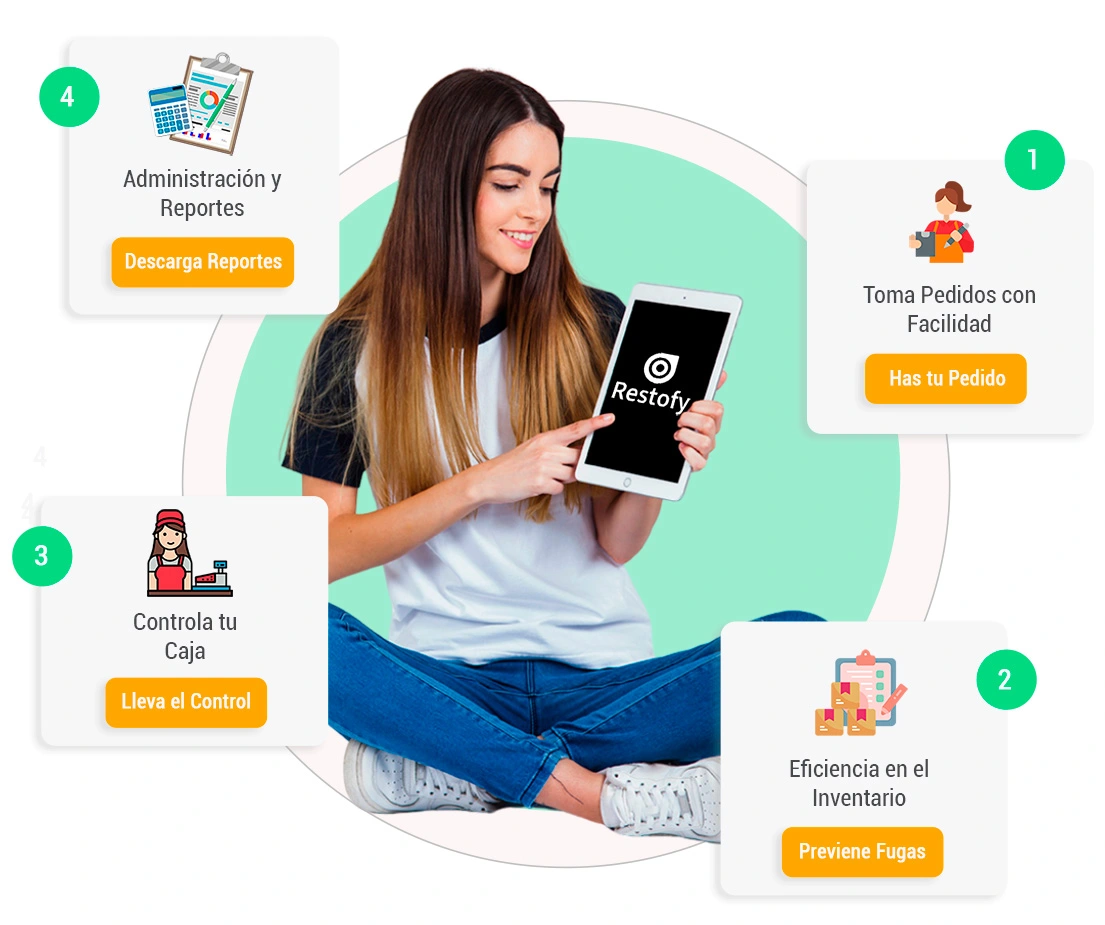 4
Administración y
Reportes
Descarga Reportes
1
Toma Pedidos con
Facilidad
Has tu Pedido
Restofy
4
4
3
Controla tu
Caja
Lleva el Control
2
Eficiencia en el
Inventario
Previene Fugas